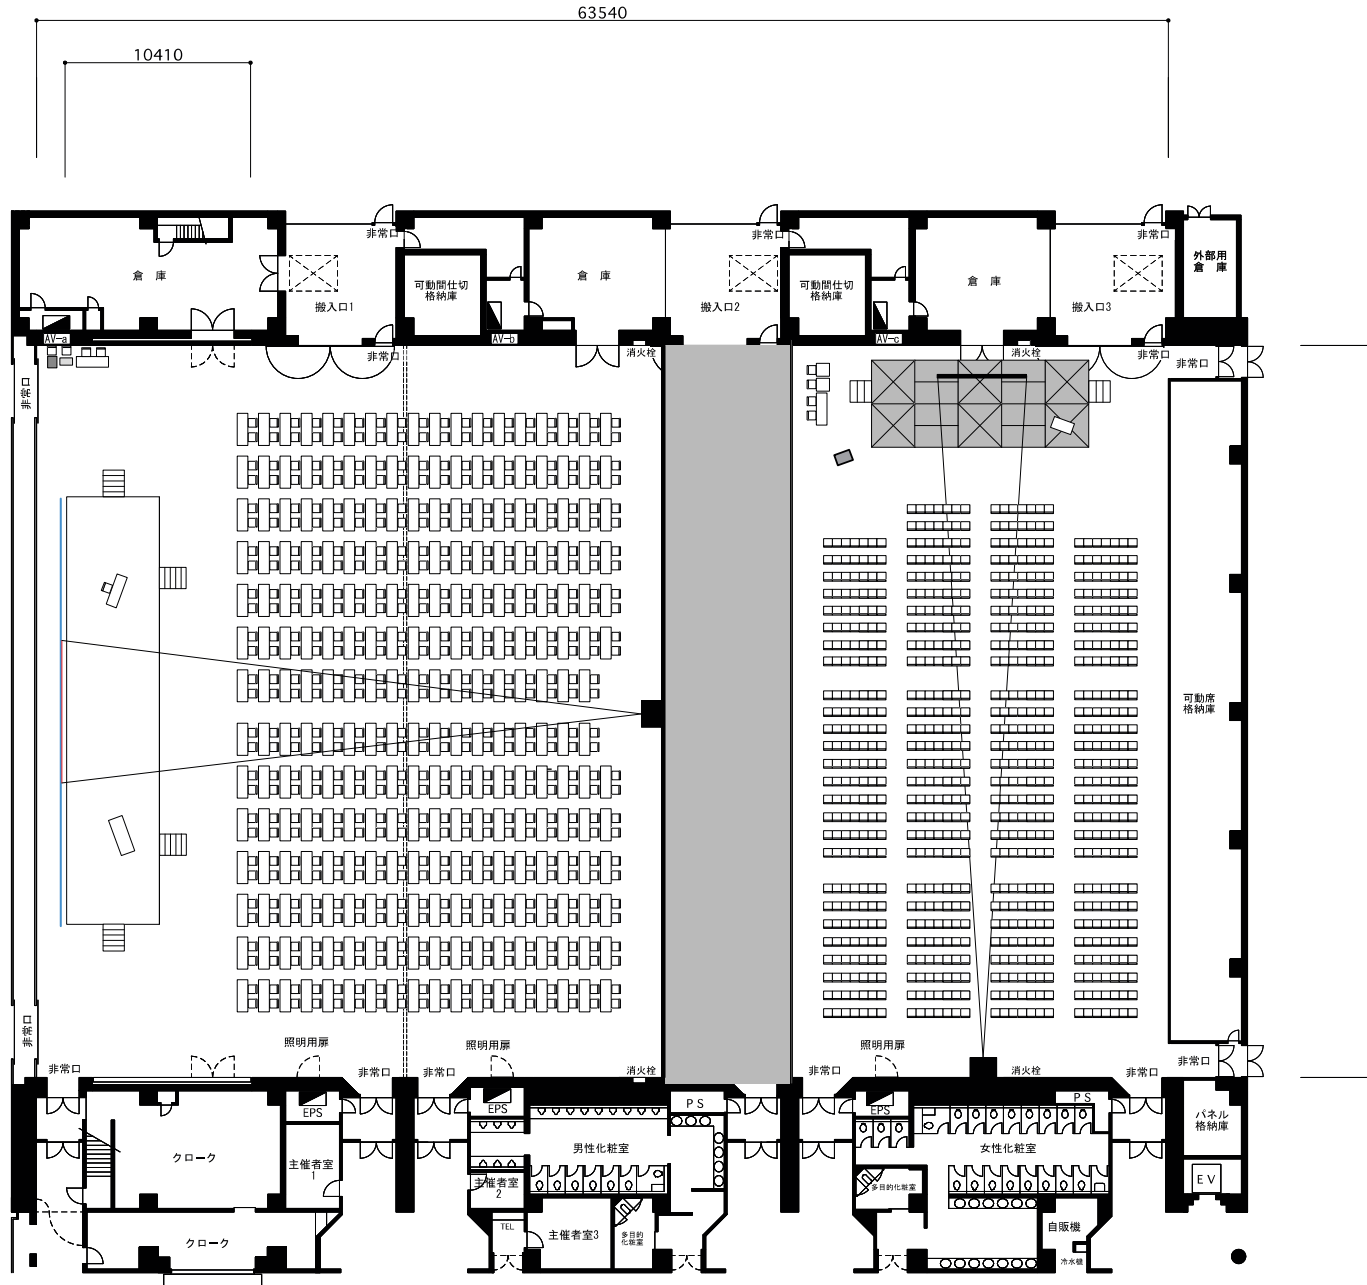 63540
10410
非常口
非常口
非常口
倉 庫
搬入口1
可動間仕切
格納庫
倉 庫
搬入口2
可動間仕切
格納庫
倉 庫
搬入口3
外部用
倉 庫
AV-a
非常口
AV-b
消火栓
AV-c
消火栓
非常口
非常口
非常口
可動席
格納庫
非常口
照明用扉
照明用扉
照明用扉
非常口
非常口
非常口
消火栓
非常口
消火栓
非常口
非常口
EPS
EPS
PS
EPS
PS
パネル
格納庫
クローク
主催者室
1
男性化粧室
女性化粧室
主催者室
2
多目的化粧室
EV
クローク
TEL
主催者室3
多目的
化粧室
自販機
冷水機